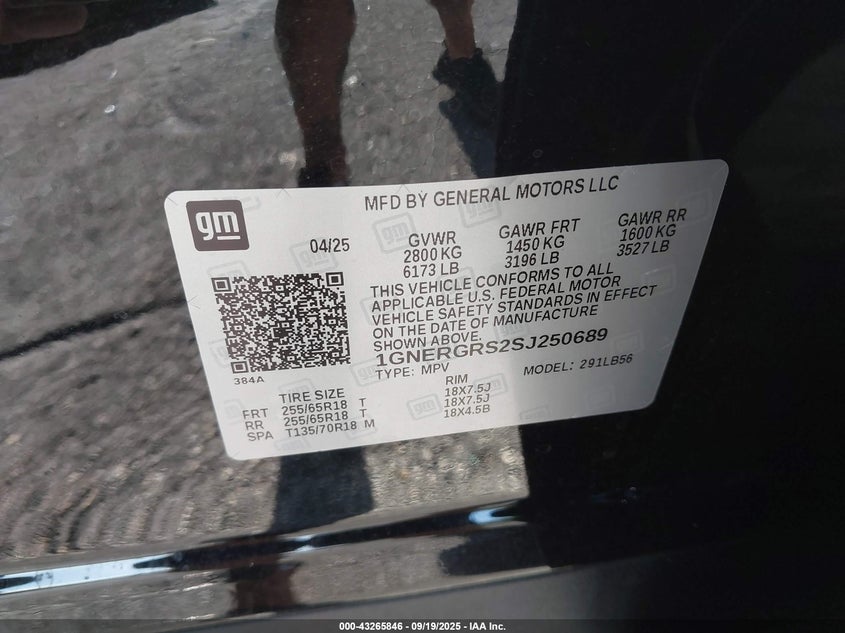 gm
MFD BY GENERAL MOTORS LLC
04/25
GVWR
2800 KG
6173 LB
GAWR FRT
1450 KG
3196 LB
GAWR RR
1600 KG
3527 LB
THIS VEHICLE CONFORMS TO ALL
APPLICABLE U.S. FEDERAL MOTOR
VEHICLE SAFETY STANDARDS IN EFFECT
ON THE DATE OF MANUFACTURE
SHOWN ABOVE.
1GNERGRS2SJ250689
TYPE: MPV
MODEL: 291LB56
384A
TIRE SIZE
RIM
FRT 255/65R18 T 18X7.5J
RR 255/65R18 T 18X7.5J
SPA T135/70R18 M 18X4.5B
000-43265846 - 09/19/2025 - IAA Inc.